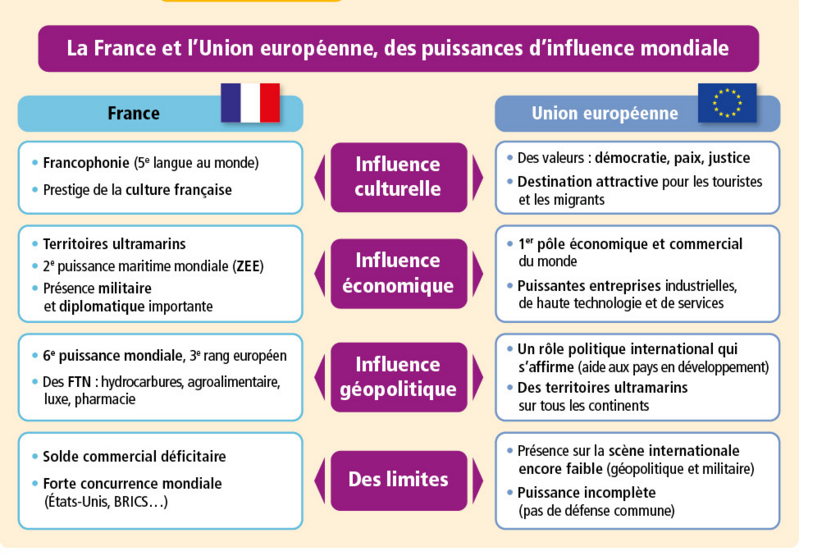 La France et l'Union européenne, des puissances d'influence mondiale
France
Union européenne
• Francophonie (5e langue au monde)
• Prestige de la culture française
Influence
culturelle
• Des valeurs : démocratie, paix, justice
• Destination attractive pour les touristes
et les migrants
• Territoires ultramarins
• 2e puissance maritime mondiale (ZEE)
• Présence militaire
et diplomatique importante
Influence
économique
• 1er pôle économique et commercial
du monde
• Puissantes entreprises industrielles,
de haute technologie et de services
• 6e puissance mondiale, 3e rang européen
• Des FTN : hydrocarbures, agroalimentaire,
luxe, pharmacie
Influence
géopolitique
• Un rôle politique international qui
s'affirme (aide aux pays en développement)
• Des territoires ultramarins
sur tous les continents
• Solde commercial déficitaire
• Forte concurrence mondiale
(États-Unis, BRICS…)
Des limites
• Présence sur la scène internationale
encore faible (géopolitique et militaire)
• Puissance incomplète
(pas de défense commune)